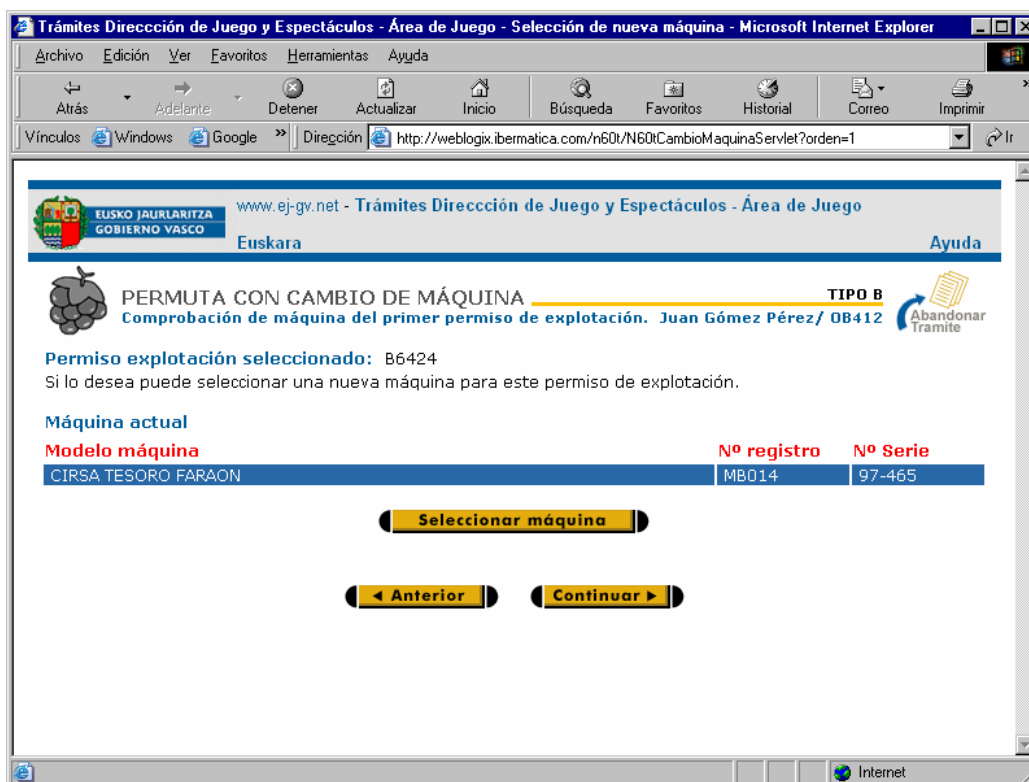 Trámites Direccción de Juego y Espectáculos - Área de Juego - Selección de nueva máquina - Microsoft Internet Explorer
Archivo Edición Ver Favoritos Herramientas Ayuda
Atrás Adelante Detener Actualizar Inicio Búsqueda Favoritos Historial Correo Imprimir »
Vínculos Windows Google » Dirección http://weblogix.ibermatica.com/n60t/N60tCambioMaquinaServlet?orden=1 Ir
EUSKO JAURLARITZA
GOBIERNO VASCO
www.ej-gv.net - Trámites Direccción de Juego y Espectáculos - Área de Juego
Euskara Ayuda
PERMUTA CON CAMBIO DE MÁQUINA TIPO B
Comprobación de máquina del primer permiso de explotación. Juan Gómez Pérez/ OB412
Abandonar
Tramite
Permiso explotación seleccionado: B6424
Si lo desea puede seleccionar una nueva máquina para este permiso de explotación.
Máquina actual
Modelo máquina Nº registro Nº Serie
CIRSA TESORO FARAON MB014 97-465
Seleccionar máquina
◄ Anterior Continuar ►
Internet